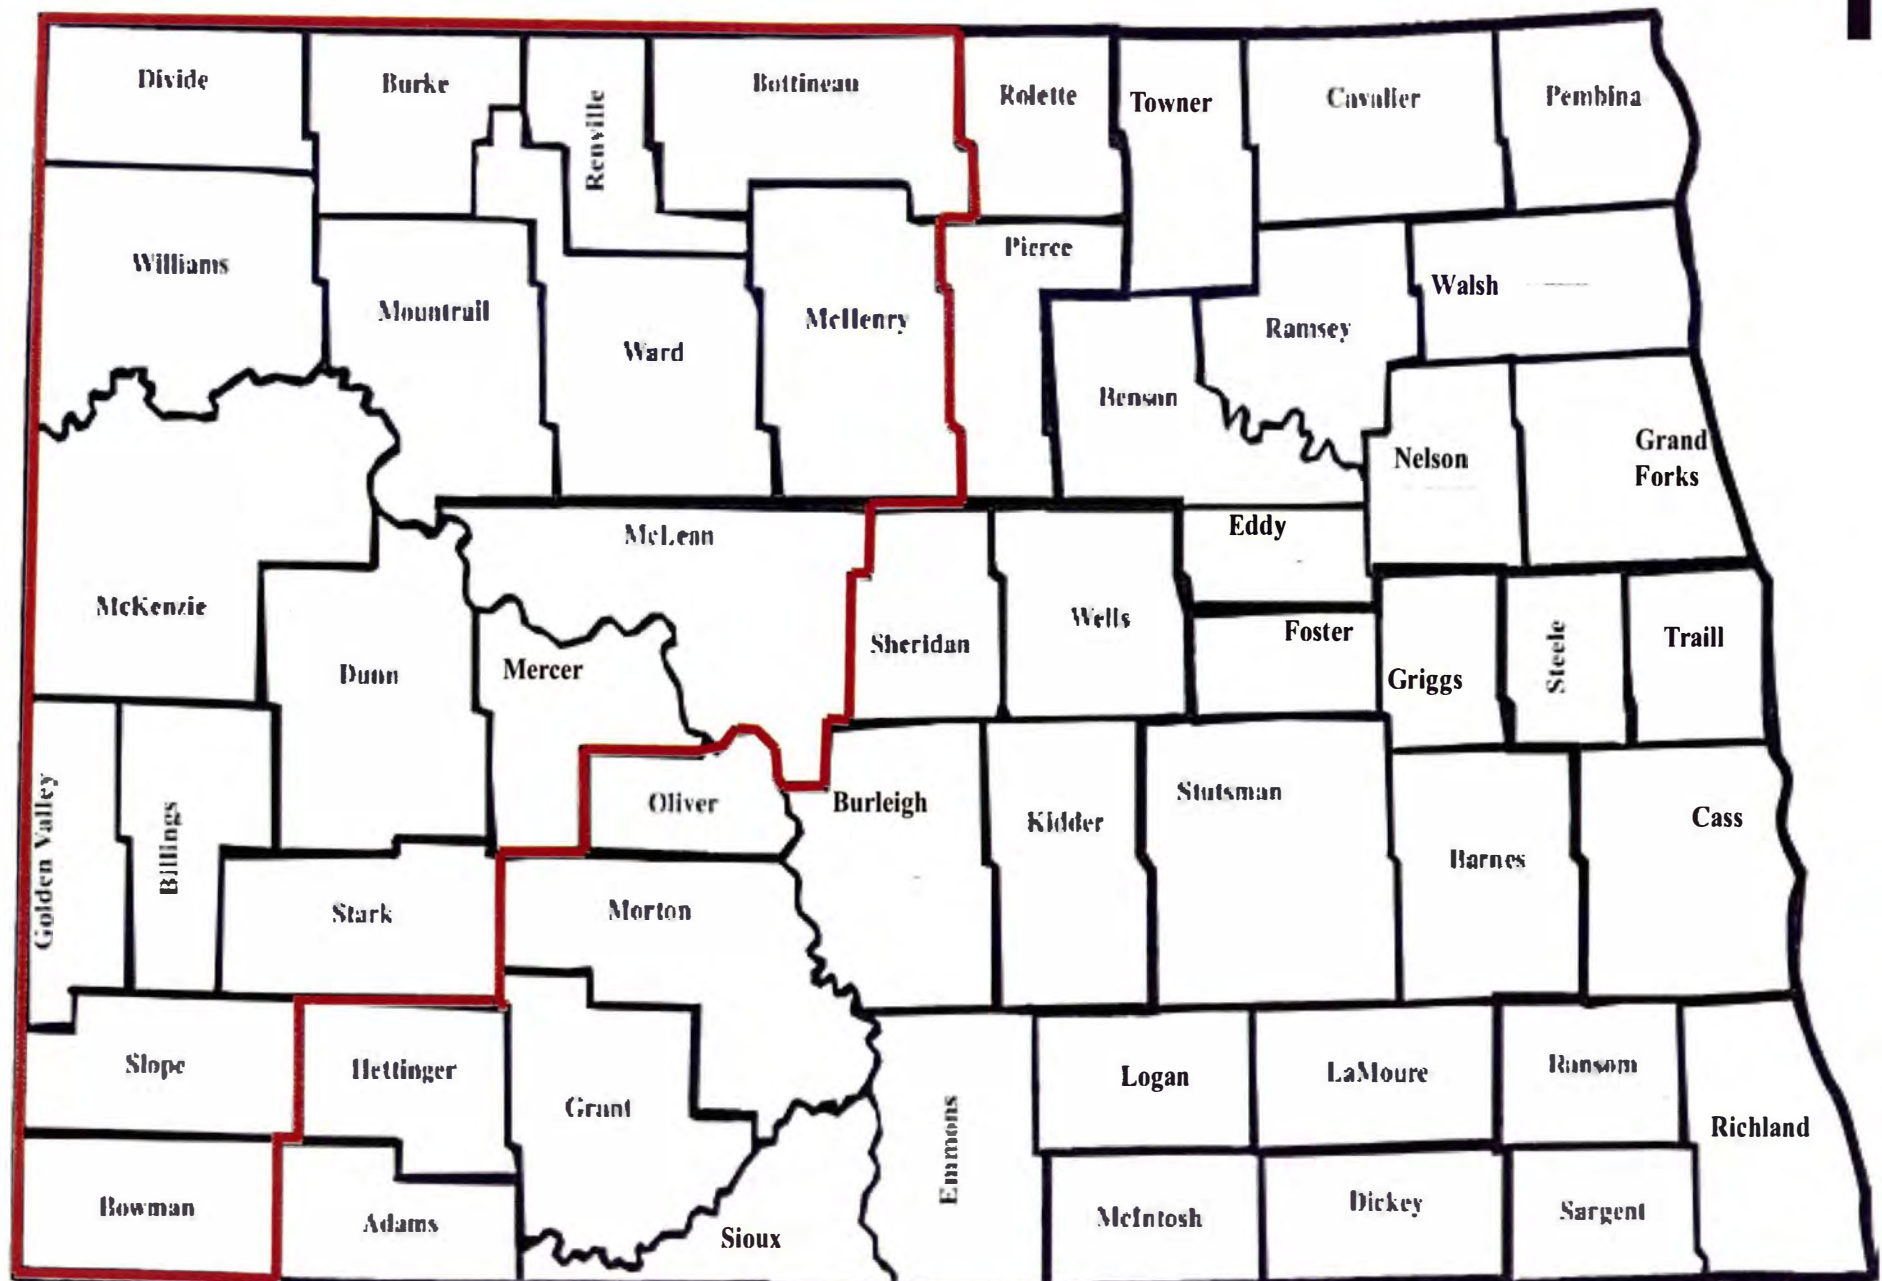 Divide
Burke
Renville
Bottineau
Rolette
Towner
Cavalier
Pembina
Williams
Mountrail
Ward
McHenry
Pierce
Benson
Ramsey
Walsh
Nelson
Grand
Forks
McKenzie
Dunn
Mercer
McLean
Sheridan
Wells
Eddy
Foster
Griggs
Steele
Traill
Golden Valley
Billings
Stark
Oliver
Morton
Burleigh
Kidder
Stutsman
Barnes
Cass
Slope
Hettinger
Grant
Emmons
Logan
LaMoure
Ransom
Richland
Bowman
Adams
Sioux
McIntosh
Dickey
Sargent